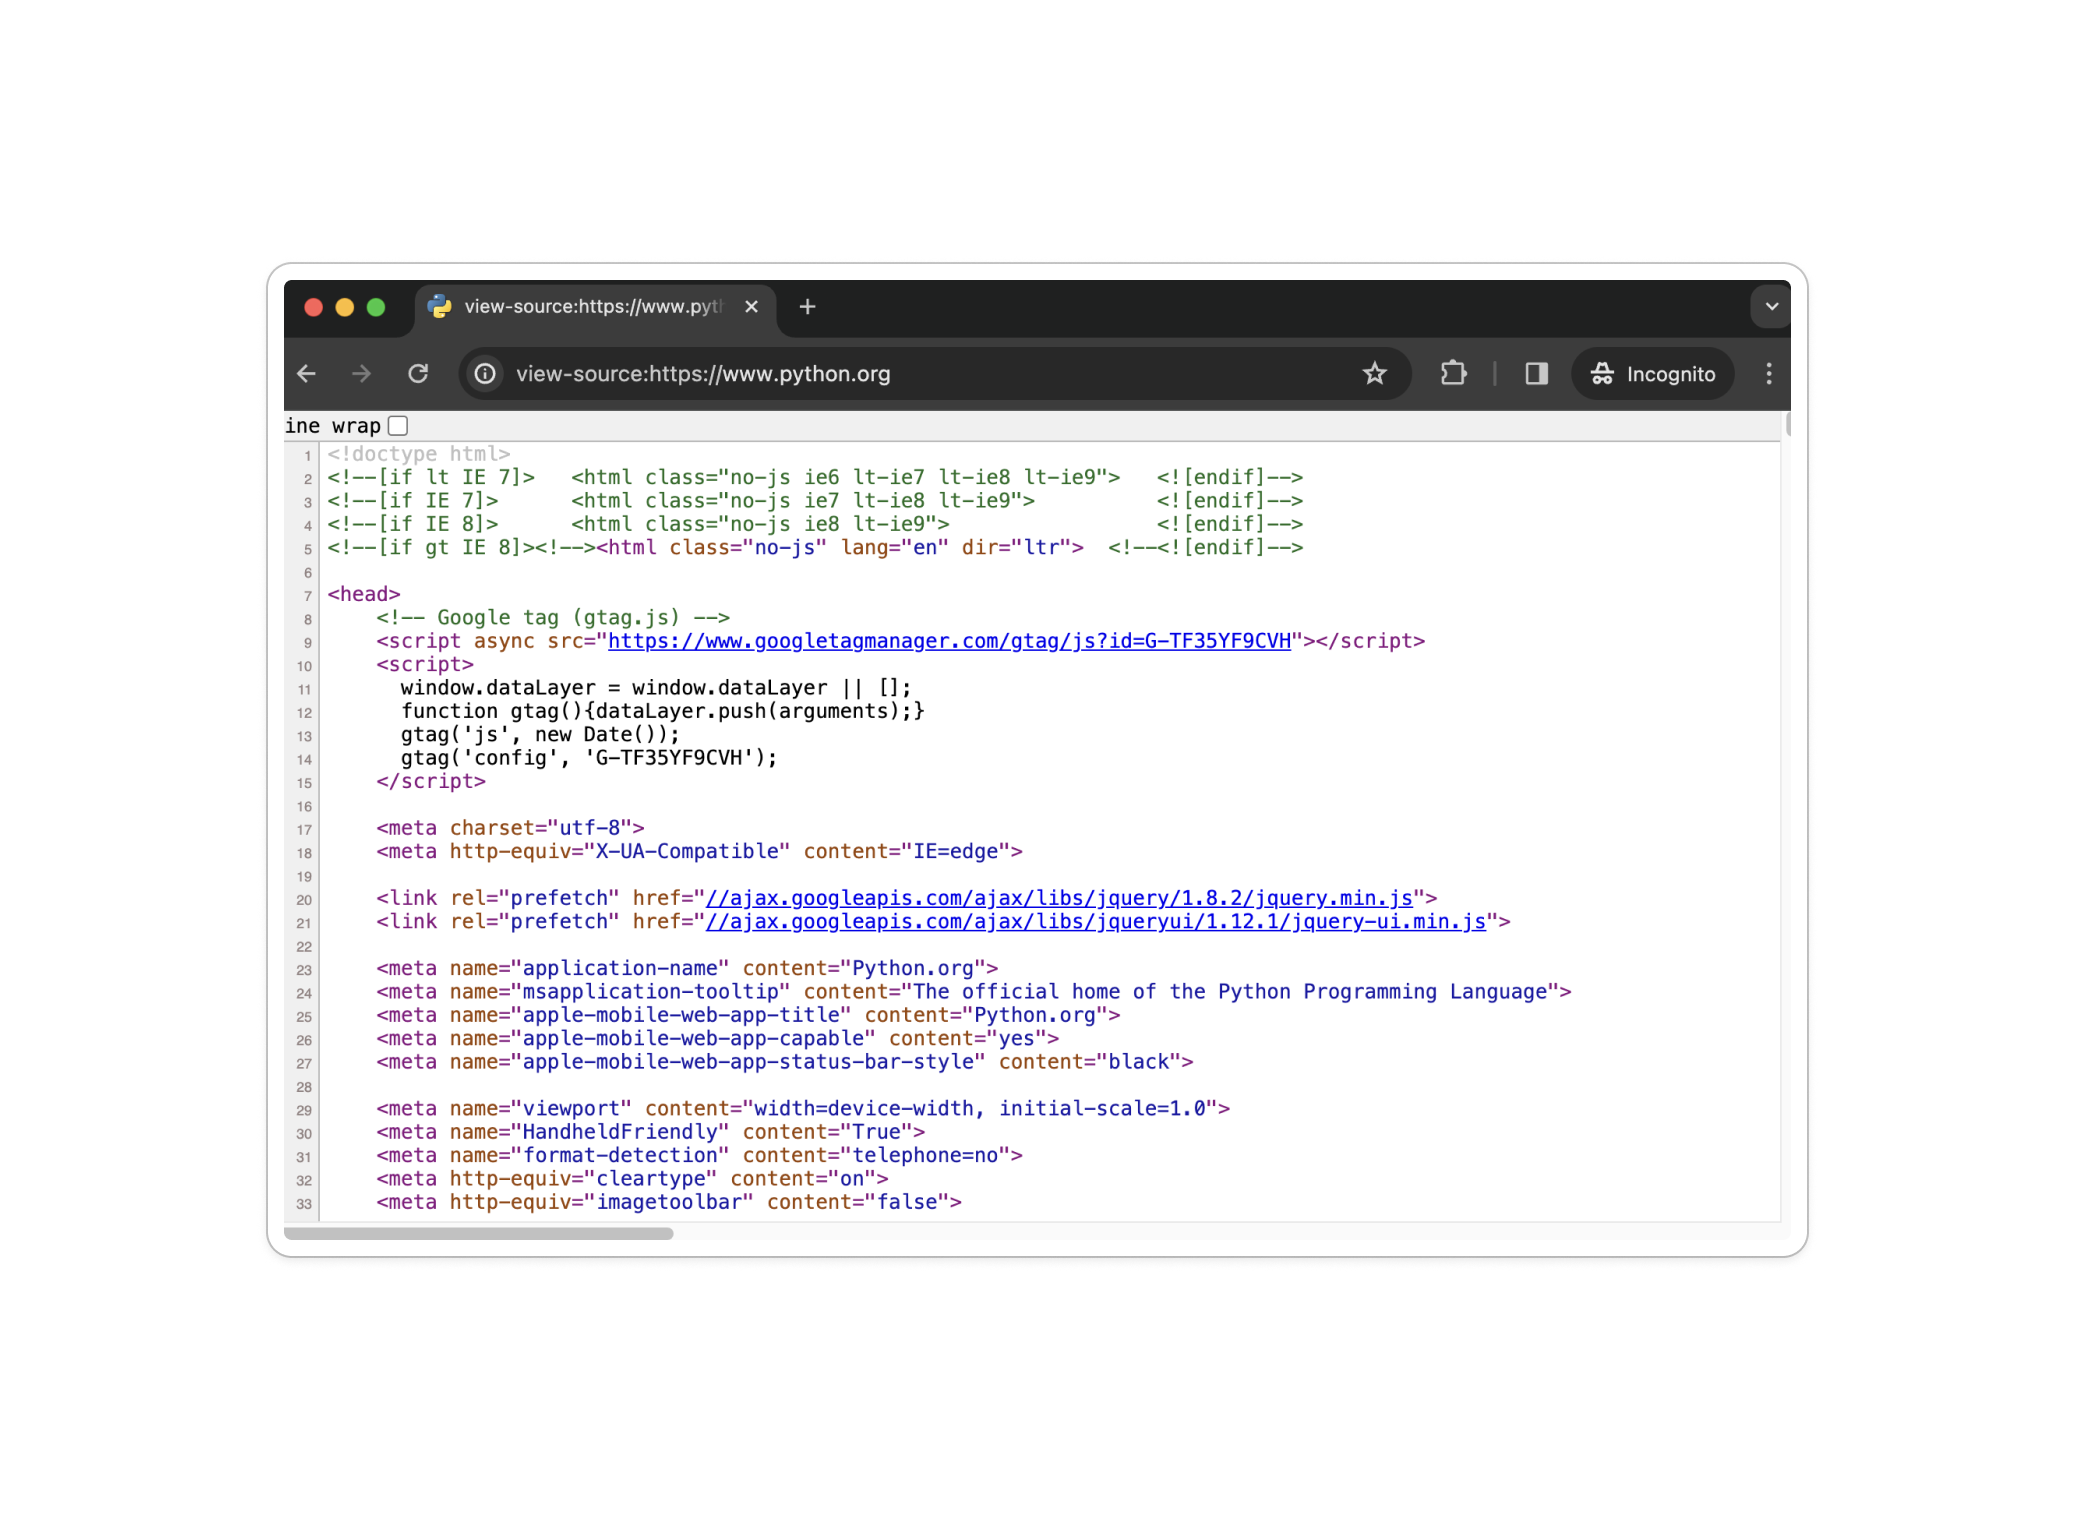 view-source:https://www.pyth
view-source:https://www.python.org
Incognito
ine wrap
1 <!doctype html>
2 <!--[if lt IE 7]>   <html class="no-js ie6 lt-ie7 lt-ie8 lt-ie9">   <![endif]-->
3 <!--[if IE 7]>      <html class="no-js ie7 lt-ie8 lt-ie9">          <![endif]-->
4 <!--[if IE 8]>      <html class="no-js ie8 lt-ie9">                 <![endif]-->
5 <!--[if gt IE 8]><!--><html class="no-js" lang="en" dir="ltr">  <!--<![endif]-->
6
7 <head>
8     <!-- Google tag (gtag.js) -->
9     <script async src="https://www.googletagmanager.com/gtag/js?id=G-TF35YF9CVH"></script>
10     <script>
11       window.dataLayer = window.dataLayer || [];
12       function gtag(){dataLayer.push(arguments);}
13       gtag('js', new Date());
14       gtag('config', 'G-TF35YF9CVH');
15     </script>
16
17     <meta charset="utf-8">
18     <meta http-equiv="X-UA-Compatible" content="IE=edge">
19
20     <link rel="prefetch" href="//ajax.googleapis.com/ajax/libs/jquery/1.8.2/jquery.min.js">
21     <link rel="prefetch" href="//ajax.googleapis.com/ajax/libs/jqueryui/1.12.1/jquery-ui.min.js">
22
23     <meta name="application-name" content="Python.org">
24     <meta name="msapplication-tooltip" content="The official home of the Python Programming Language">
25     <meta name="apple-mobile-web-app-title" content="Python.org">
26     <meta name="apple-mobile-web-app-capable" content="yes">
27     <meta name="apple-mobile-web-app-status-bar-style" content="black">
28
29     <meta name="viewport" content="width=device-width, initial-scale=1.0">
30     <meta name="HandheldFriendly" content="True">
31     <meta name="format-detection" content="telephone=no">
32     <meta http-equiv="cleartype" content="on">
33     <meta http-equiv="imagetoolbar" content="false">